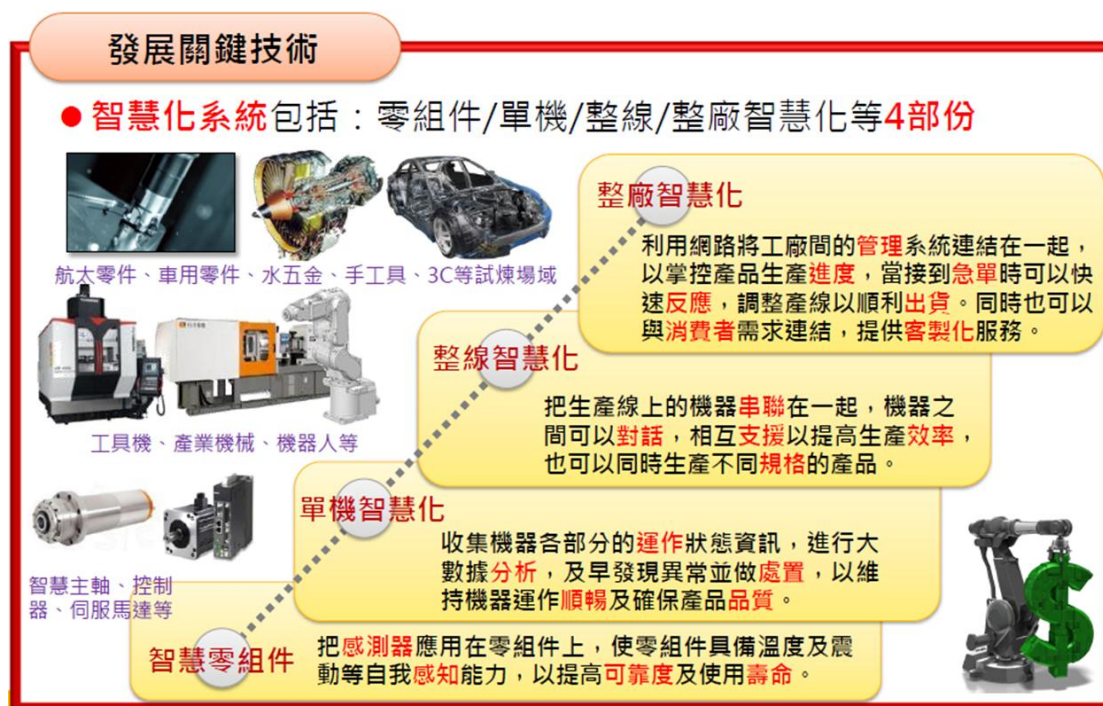 發展關鍵技術
●智慧化系統包括：零組件/單機/整線/整廠智慧化等4部份
航太零件、車用零件、水五金、手工具、3C等試煉場域
工具機、產業機械、機器人等
智慧主軸、控制
器、伺服馬達等
整廠智慧化
利用網路將工廠間的管理系統連結在一起，
以掌控產品生產進度，當接到急單時可以快
速反應，調整產線以順利出貨。同時也可以
與消費者需求連結，提供客製化服務。
整線智慧化
把生產線上的機器串聯在一起，機器之
間可以對話，相互支援以提高生產效率，
也可以同時生產不同規格的產品。
單機智慧化
收集機器各部分的運作狀態資訊，進行大
數據分析，及早發現異常並做處置，以維
持機器運作順暢及確保產品品質。
智慧零組件
把感測器應用在零組件上，使零組件具備溫度及震
動等自我感知能力，以提高可靠度及使用壽命。